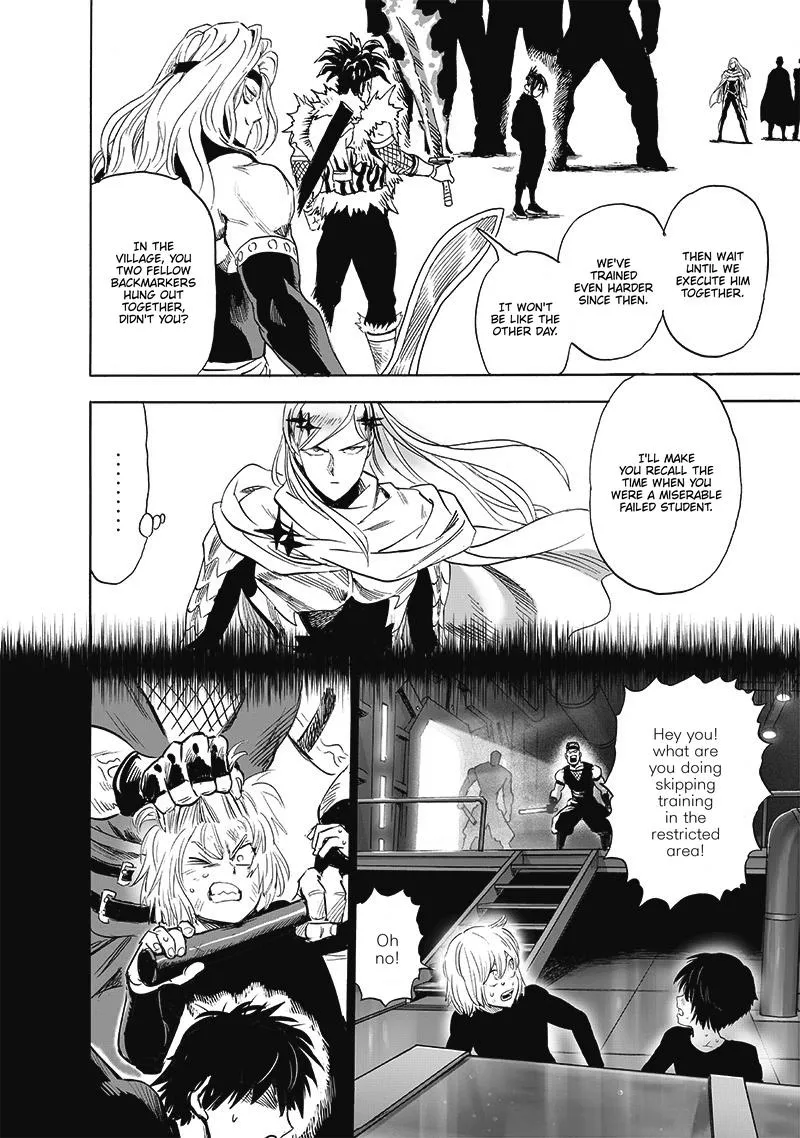 THEN WAIT
UNTIL WE
EXECUTE HIM
TOGETHER.
WE'VE
TRAINED
EVEN HARDER
SINCE THEN.
IT WON'T
BE LIKE THE
OTHER DAY.
IN THE
VILLAGE, YOU
TWO FELLOW
BACKMARKERS
HUNG OUT
TOGETHER,
DIDN'T YOU?
I'LL MAKE
YOU RECALL THE
TIME WHEN YOU
WERE A MISERABLE
FAILED STUDENT.
........
Hey you!
what are
you doing
skipping
training
in the
restricted
area!
Oh
no!